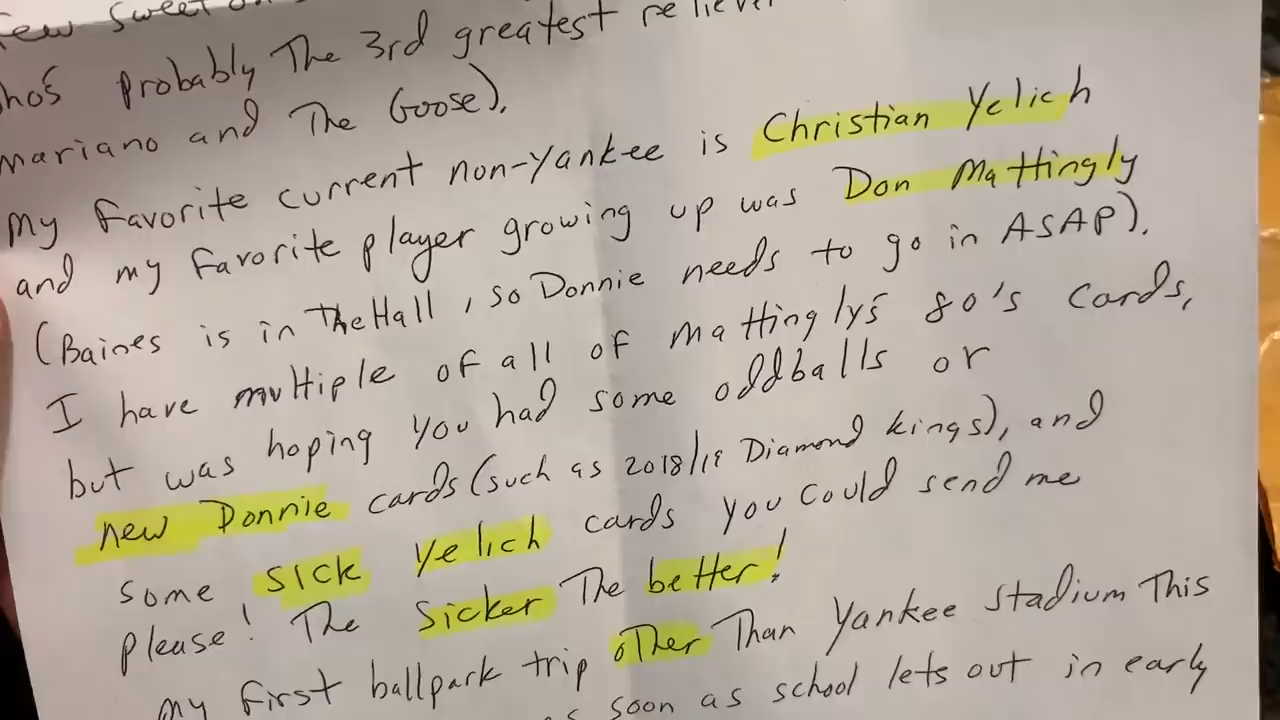 few sweet
probably The 3rd greatest reliever
mariano and The Goose).
My favorite current non-Yankee is Christian Yelich
and my favorite player growing up was Don Mattingly
(Baines is in The Hall, so Donnie needs to go in ASAP).
I have multiple of all of Mattingly's 80's cards,
but was hoping you had some oddballs or
new Donnie cards (such as 2018/19 Diamond kings), and
some SICK Yelich cards you could send me
please! The Sicker The better!
My first ballpark trip other Than Yankee Stadium This
soon as school lets out in early